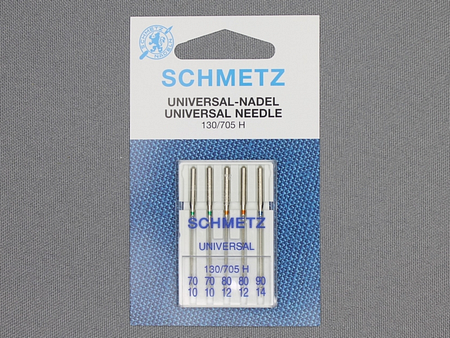 SCHMETZ
UNIVERSAL-NADEL
UNIVERSAL NEEDLE
130/705 H
SCHMETZ
UNIVERSAL
130/705 H
70 70 80 80 90
10 10 12 12 14